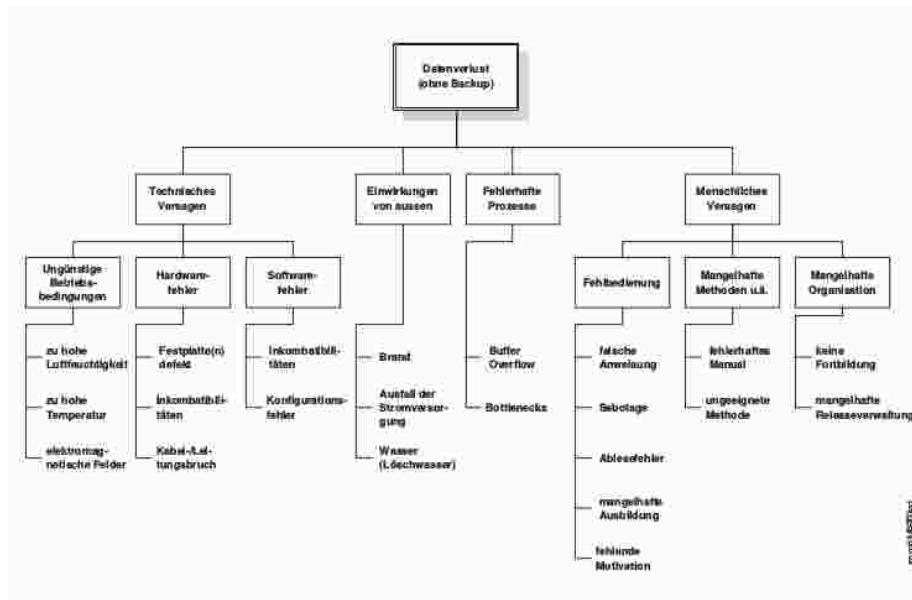 Datenverlust
(ohne Backup)
Technisches
Versagen
Einwirkungen
von aussen
Fehlerhafte
Prozesse
Menschliches
Versagen
Ungünstige
Betriebs-
bedingungen
Hardware-
fehler
Software-
fehler
Fehlbedienung
Mangelhafte
Methoden u.ä.
Mangelhafte
Organisation
zu hohe
Luftfeuchtigkeit
zu hohe
Temperatur
elektromag-
netische Felder
Festplatte(n)
defekt
Inkombatibili-
täten
Kabel-/Lei-
tungsbruch
Inkombatibili-
täten
Konfigurations-
fehler
Brand
Ausfall der
Stromversor-
gung
Wasser
(Löschwasser)
Buffer
Overflow
Bottlenecks
falsche
Anweisung
Sabotage
Ablesefehler
mangelhafte
Ausbildung
fehlende
Motivation
fehlerhaftes
Manual
ungeeignete
Methode
keine
Fortbildung
mangelhafte
Releaseverwaltung